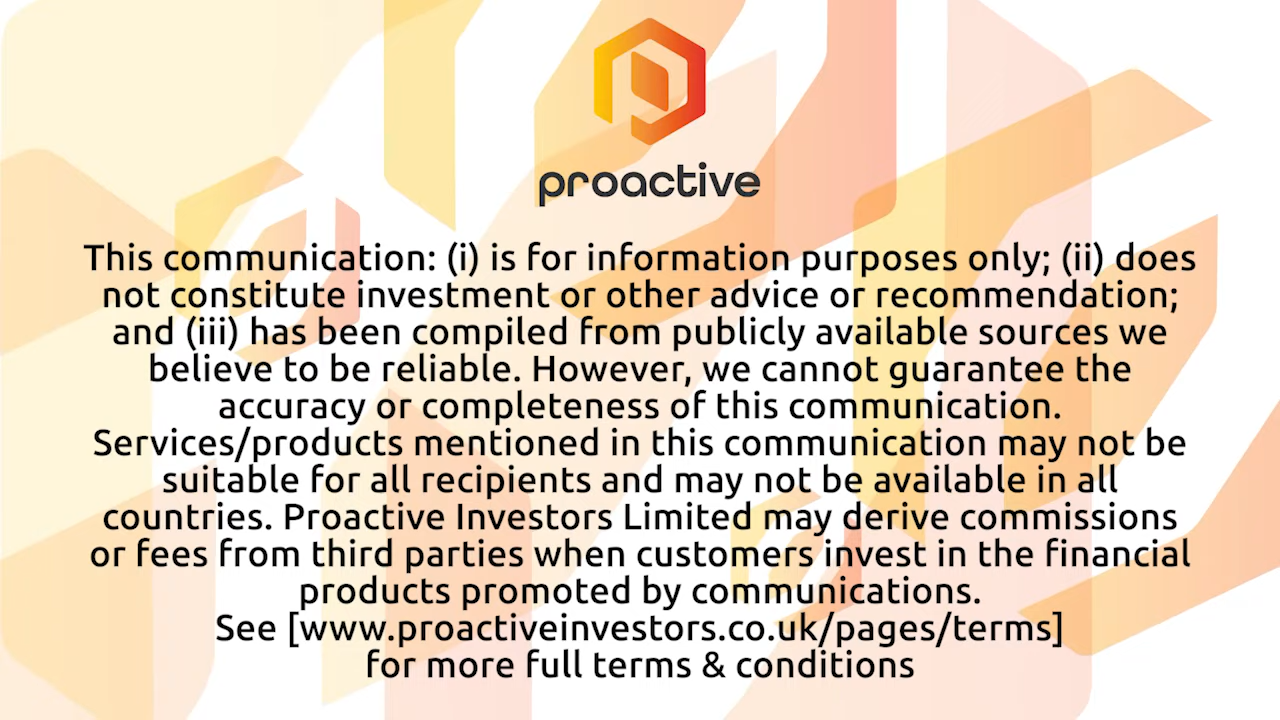 proactive
This communication: (i) is for information purposes only; (ii) does
not constitute investment or other advice or recommendation;
and (iii) has been compiled from publicly available sources we
believe to be reliable. However, we cannot guarantee the
accuracy or completeness of this communication.
Services/products mentioned in this communication may not be
suitable for all recipients and may not be available in all
countries. Proactive Investors Limited may derive commissions
or fees from third parties when customers invest in the financial
products promoted by communications.
See [www.proactiveinvestors.co.uk/pages/terms]
for more full terms & conditions